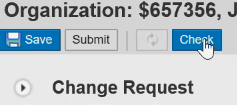 Organization: $657356, J
Save Submit Check
Change Request